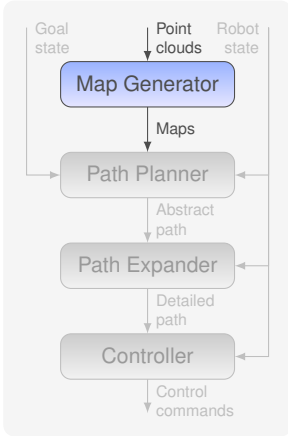 Goal
state
Point
clouds
Robot
state
Map Generator
Maps
Path Planner
Abstract
path
Path Expander
Detailed
path
Controller
Control
commands